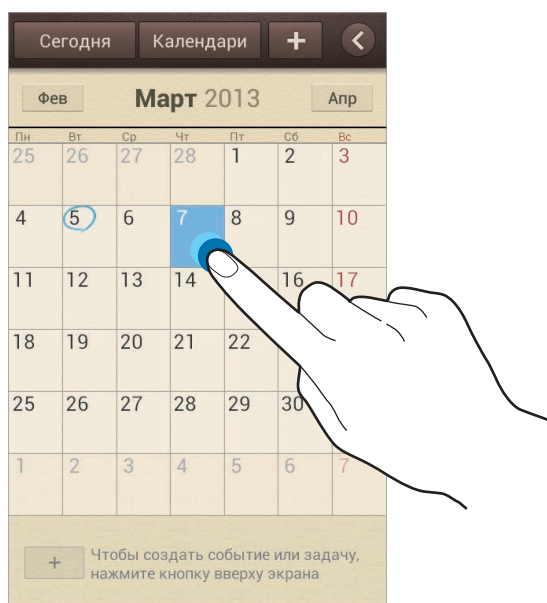 Сегодня Календари +
Фев Март 2013 Апр
Пн Вт Ср Чт Пт Сб Вс
25 26 27 28 1 2 3
4 5 6 7 8 9 10
11 12 13 14 16 17
18 19 20 21 22
25 26 27 28 29 30
1 2 3 4 5 6 7
Чтобы создать событие или задачу,
+ нажмите кнопку вверху экрана